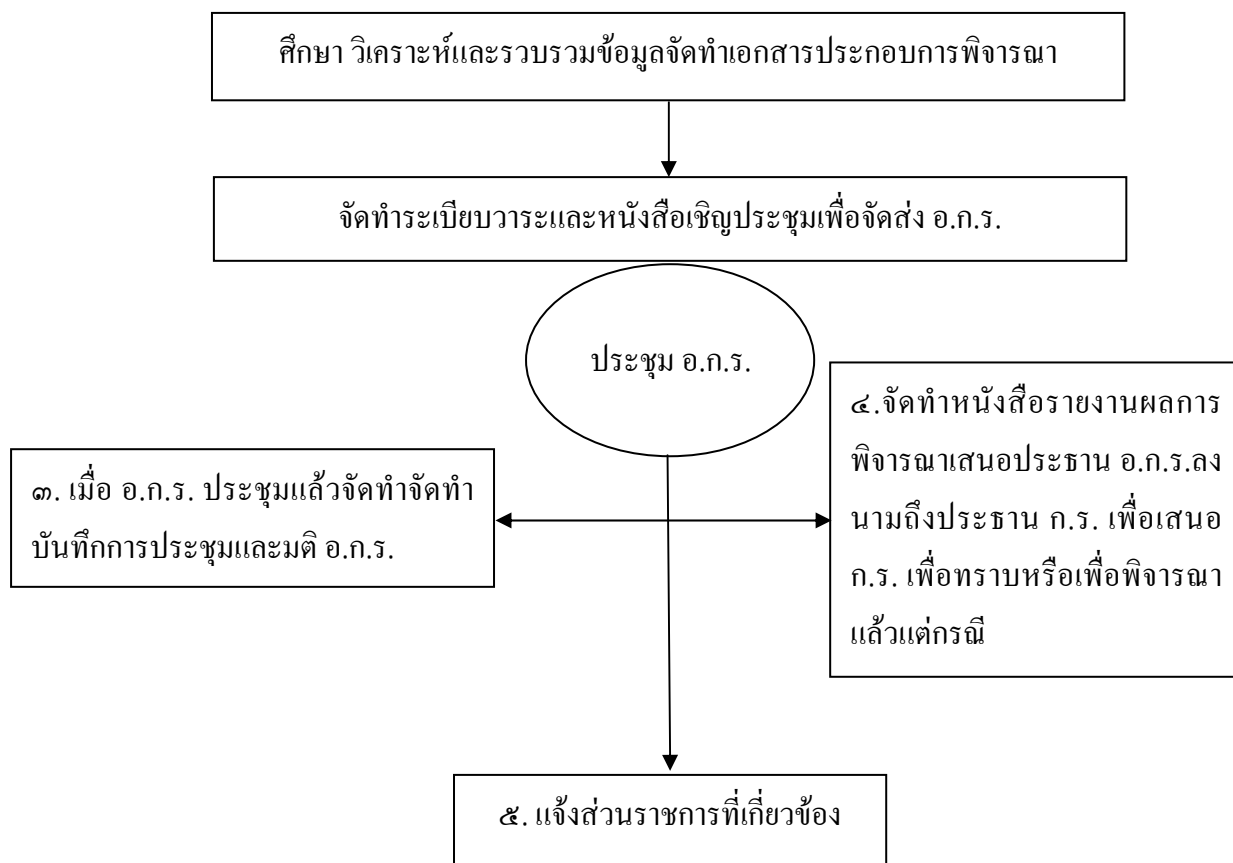 ศึกษา วิเคราะห์และรวบรวมข้อมูลจัดทำเอกสารประกอบการพิจารณา
จัดทำระเบียบวาระและหนังสือเชิญประชุมเพื่อจัดส่ง อ.ก.ร.
ประชุม อ.ก.ร.
๓. เมื่อ อ.ก.ร. ประชุมแล้วจัดทำจัดทำ
บันทึกการประชุมและมติ อ.ก.ร.
๔.จัดทำหนังสือรายงานผลการ
พิจารณาเสนอประธาน อ.ก.ร.ลง
นามถึงประธาน ก.ร. เพื่อเสนอ
ก.ร. เพื่อทราบหรือเพื่อพิจารณา
แล้วแต่กรณี
๕. แจ้งส่วนราชการที่เกี่ยวข้อง